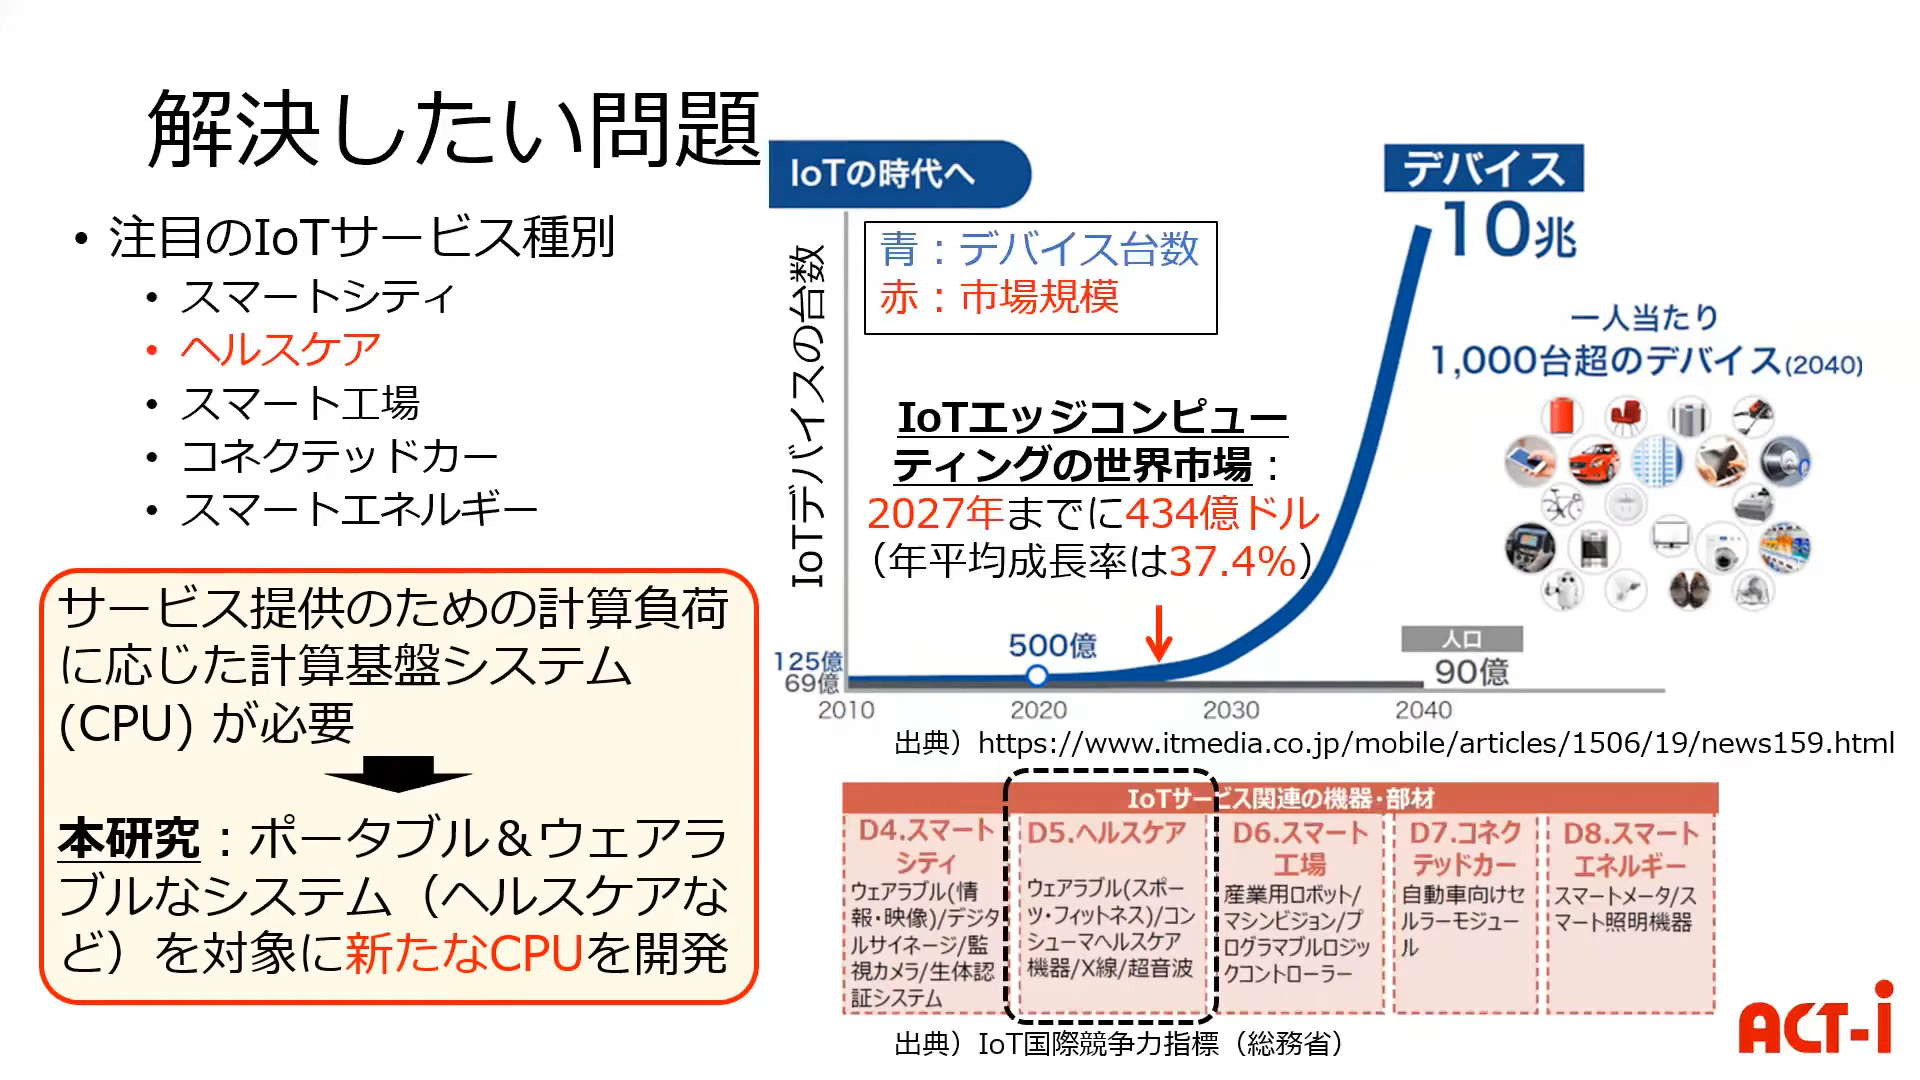 解決したい問題
• 注目のIoTサービス種別
• スマートシティ
• ヘルスケア
• スマート工場
• コネクテッドカー
• スマートエネルギー
サービス提供のための計算負荷
に応じた計算基盤システム
(CPU) が必要
本研究：ポータブル＆ウェアラ
ブルなシステム（ヘルスケアな
ど）を対象に新たなCPUを開発
IoTの時代へ
IoTデバイスの台数
青：デバイス台数
赤：市場規模
デバイス
10兆
一人当たり
1,000台超のデバイス(2040)
IoTエッジコンピュー
ティングの世界市場：
2027年までに434億ドル
（年平均成長率は37.4%）
500億
125億
69億
人口
90億
2010
2020
2030
2040
出典）https://www.itmedia.co.jp/mobile/articles/1506/19/news159.html
IoTサービス関連の機器・部材
D4.スマート
シティ
ウェアラブル(情
報・映像)/デジタ
ルサイネージ/監
視カメラ/生体認
証システム
D5.ヘルスケア
ウェアラブル(スポー
ツ・フィットネス)/コン
シューマヘルスケア
機器/X線/超音波
D6.スマート
工場
産業用ロボット/
マシンビジョン/プ
ログラマブルロジッ
クコントローラー
D7.コネク
テッドカー
自動車向けセ
ルラーモジュー
ル
D8.スマート
エネルギー
スマートメータ/ス
マート照明機器
出典）IoT国際競争力指標（総務省）
ACT-i